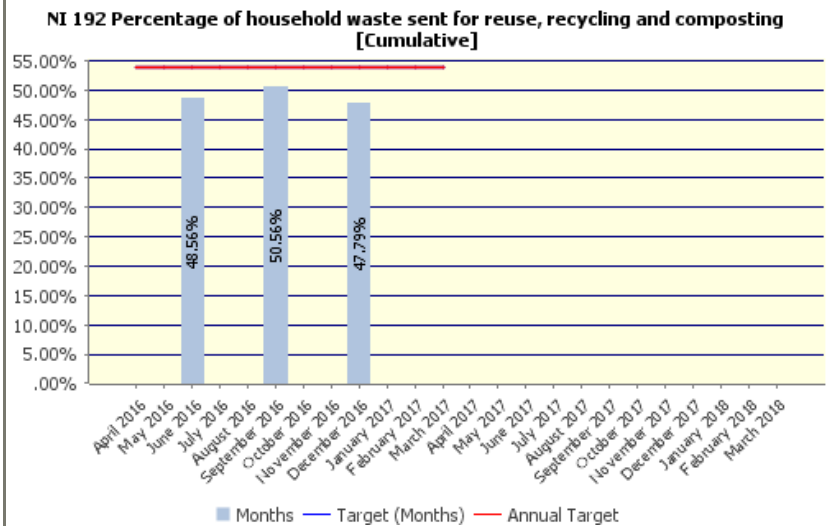 NI 192 Percentage of household waste sent for reuse, recycling and composting
[Cumulative]
55.00%
50.00%
45.00%
40.00%
35.00%
30.00%
25.00%
20.00%
15.00%
10.00%
5.00%
.00%
48.56%
50.56%
47.79%
April 2016
May 2016
June 2016
July 2016
August 2016
September 2016
October 2016
November 2016
December 2016
January 2017
February 2017
March 2017
April 2017
May 2017
June 2017
July 2017
August 2017
September 2017
October 2017
November 2017
December 2017
January 2018
February 2018
March 2018
Months Target (Months) Annual Target